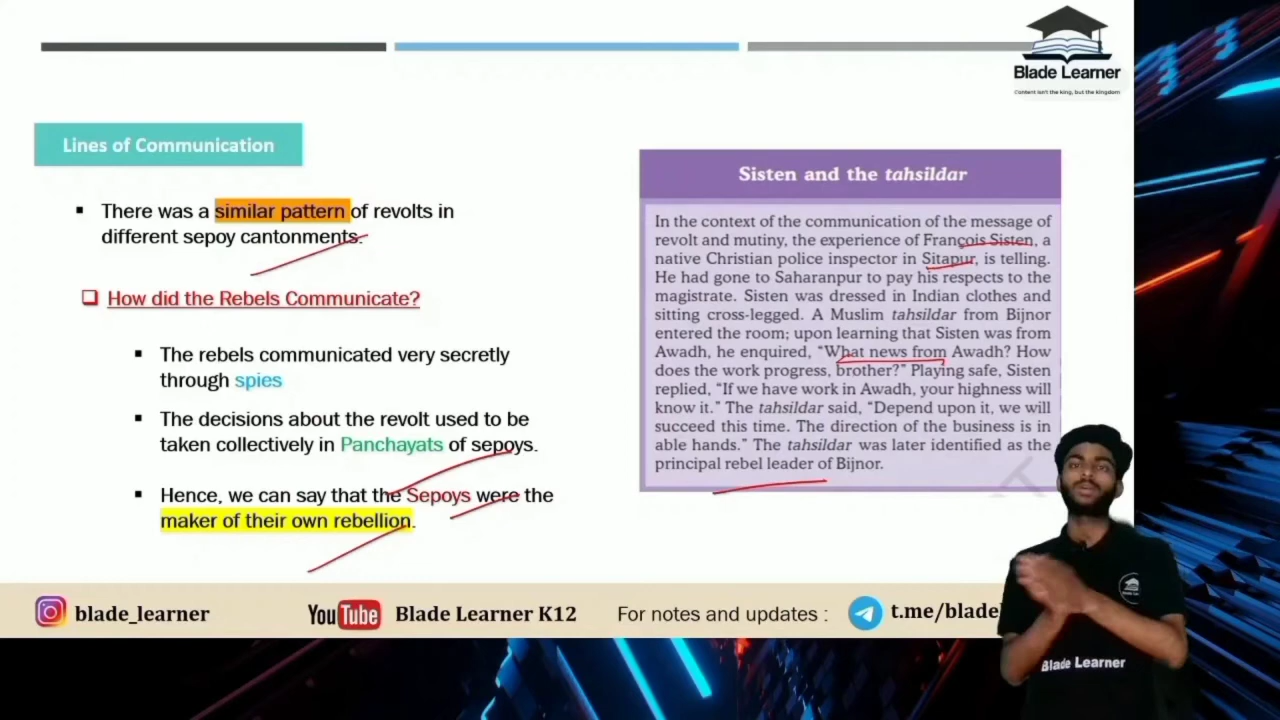 Blade Learner
Content isn't the king, but the kingdom
Lines of Communication
▪ There was a similar pattern of revolts in
different sepoy cantonments.
❑ How did the Rebels Communicate?
▪ The rebels communicated very secretly
through spies
▪ The decisions about the revolt used to be
taken collectively in Panchayats of sepoys.
▪ Hence, we can say that the Sepoys were the
maker of their own rebellion.
Sisten and the tahsildar
In the context of the communication of the message of
revolt and mutiny, the experience of François Sisten, a
native Christian police inspector in Sitapur, is telling.
He had gone to Saharanpur to pay his respects to the
magistrate. Sisten was dressed in Indian clothes and
sitting cross-legged. A Muslim tahsildar from Bijnor
entered the room; upon learning that Sisten was from
Awadh, he enquired, “What news from Awadh? How
does the work progress, brother?” Playing safe, Sisten
replied, “If we have work in Awadh, your highness will
know it.” The tahsildar said, “Depend upon it, we will
succeed this time. The direction of the business is in
able hands.” The tahsildar was later identified as the
principal rebel leader of Bijnor.
blade_learner
YouTube Blade Learner K12
For notes and updates :
t.me/bladel
Blade Learner